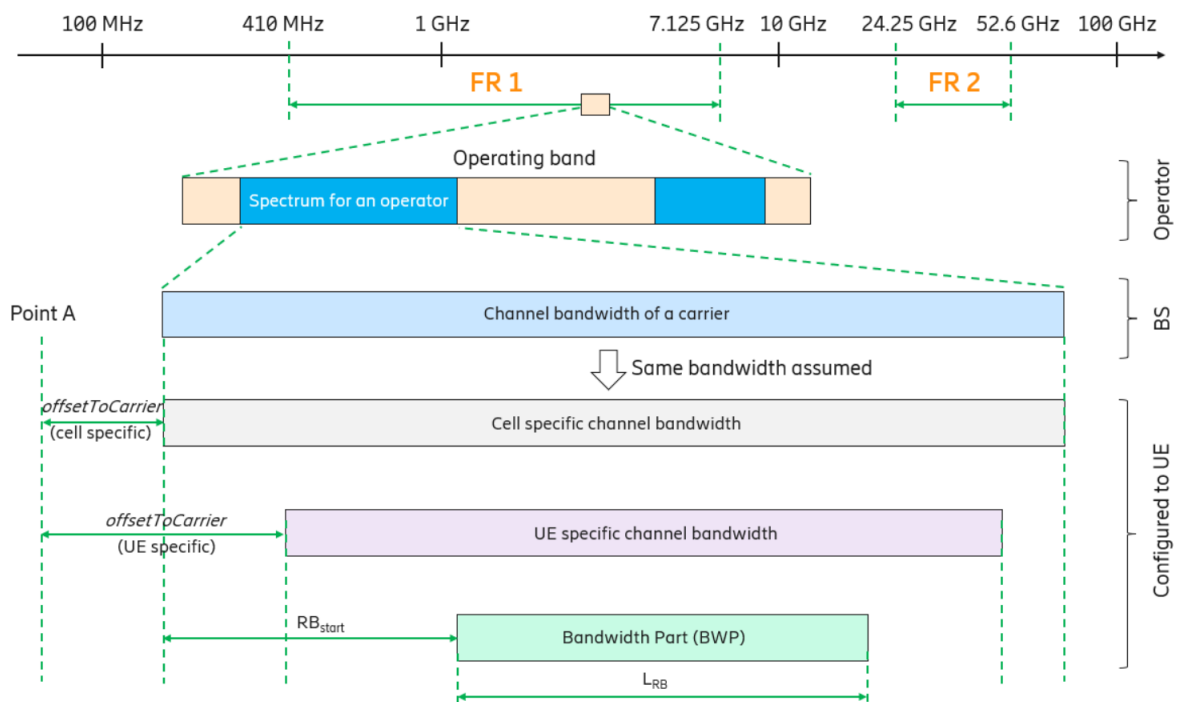 100 MHz 410 MHz 1 GHz 7.125 GHz 10 GHz 24.25 GHz 52.6 GHz 100 GHz
FR 1 FR 2
Operating band
Spectrum for an operator
Operator
Point A
Channel bandwidth of a carrier
BS
Same bandwidth assumed
offsetToCarrier
(cell specific)
Cell specific channel bandwidth
offsetToCarrier
(UE specific)
UE specific channel bandwidth
Configured to UE
RBstart
Bandwidth Part (BWP)
LRB